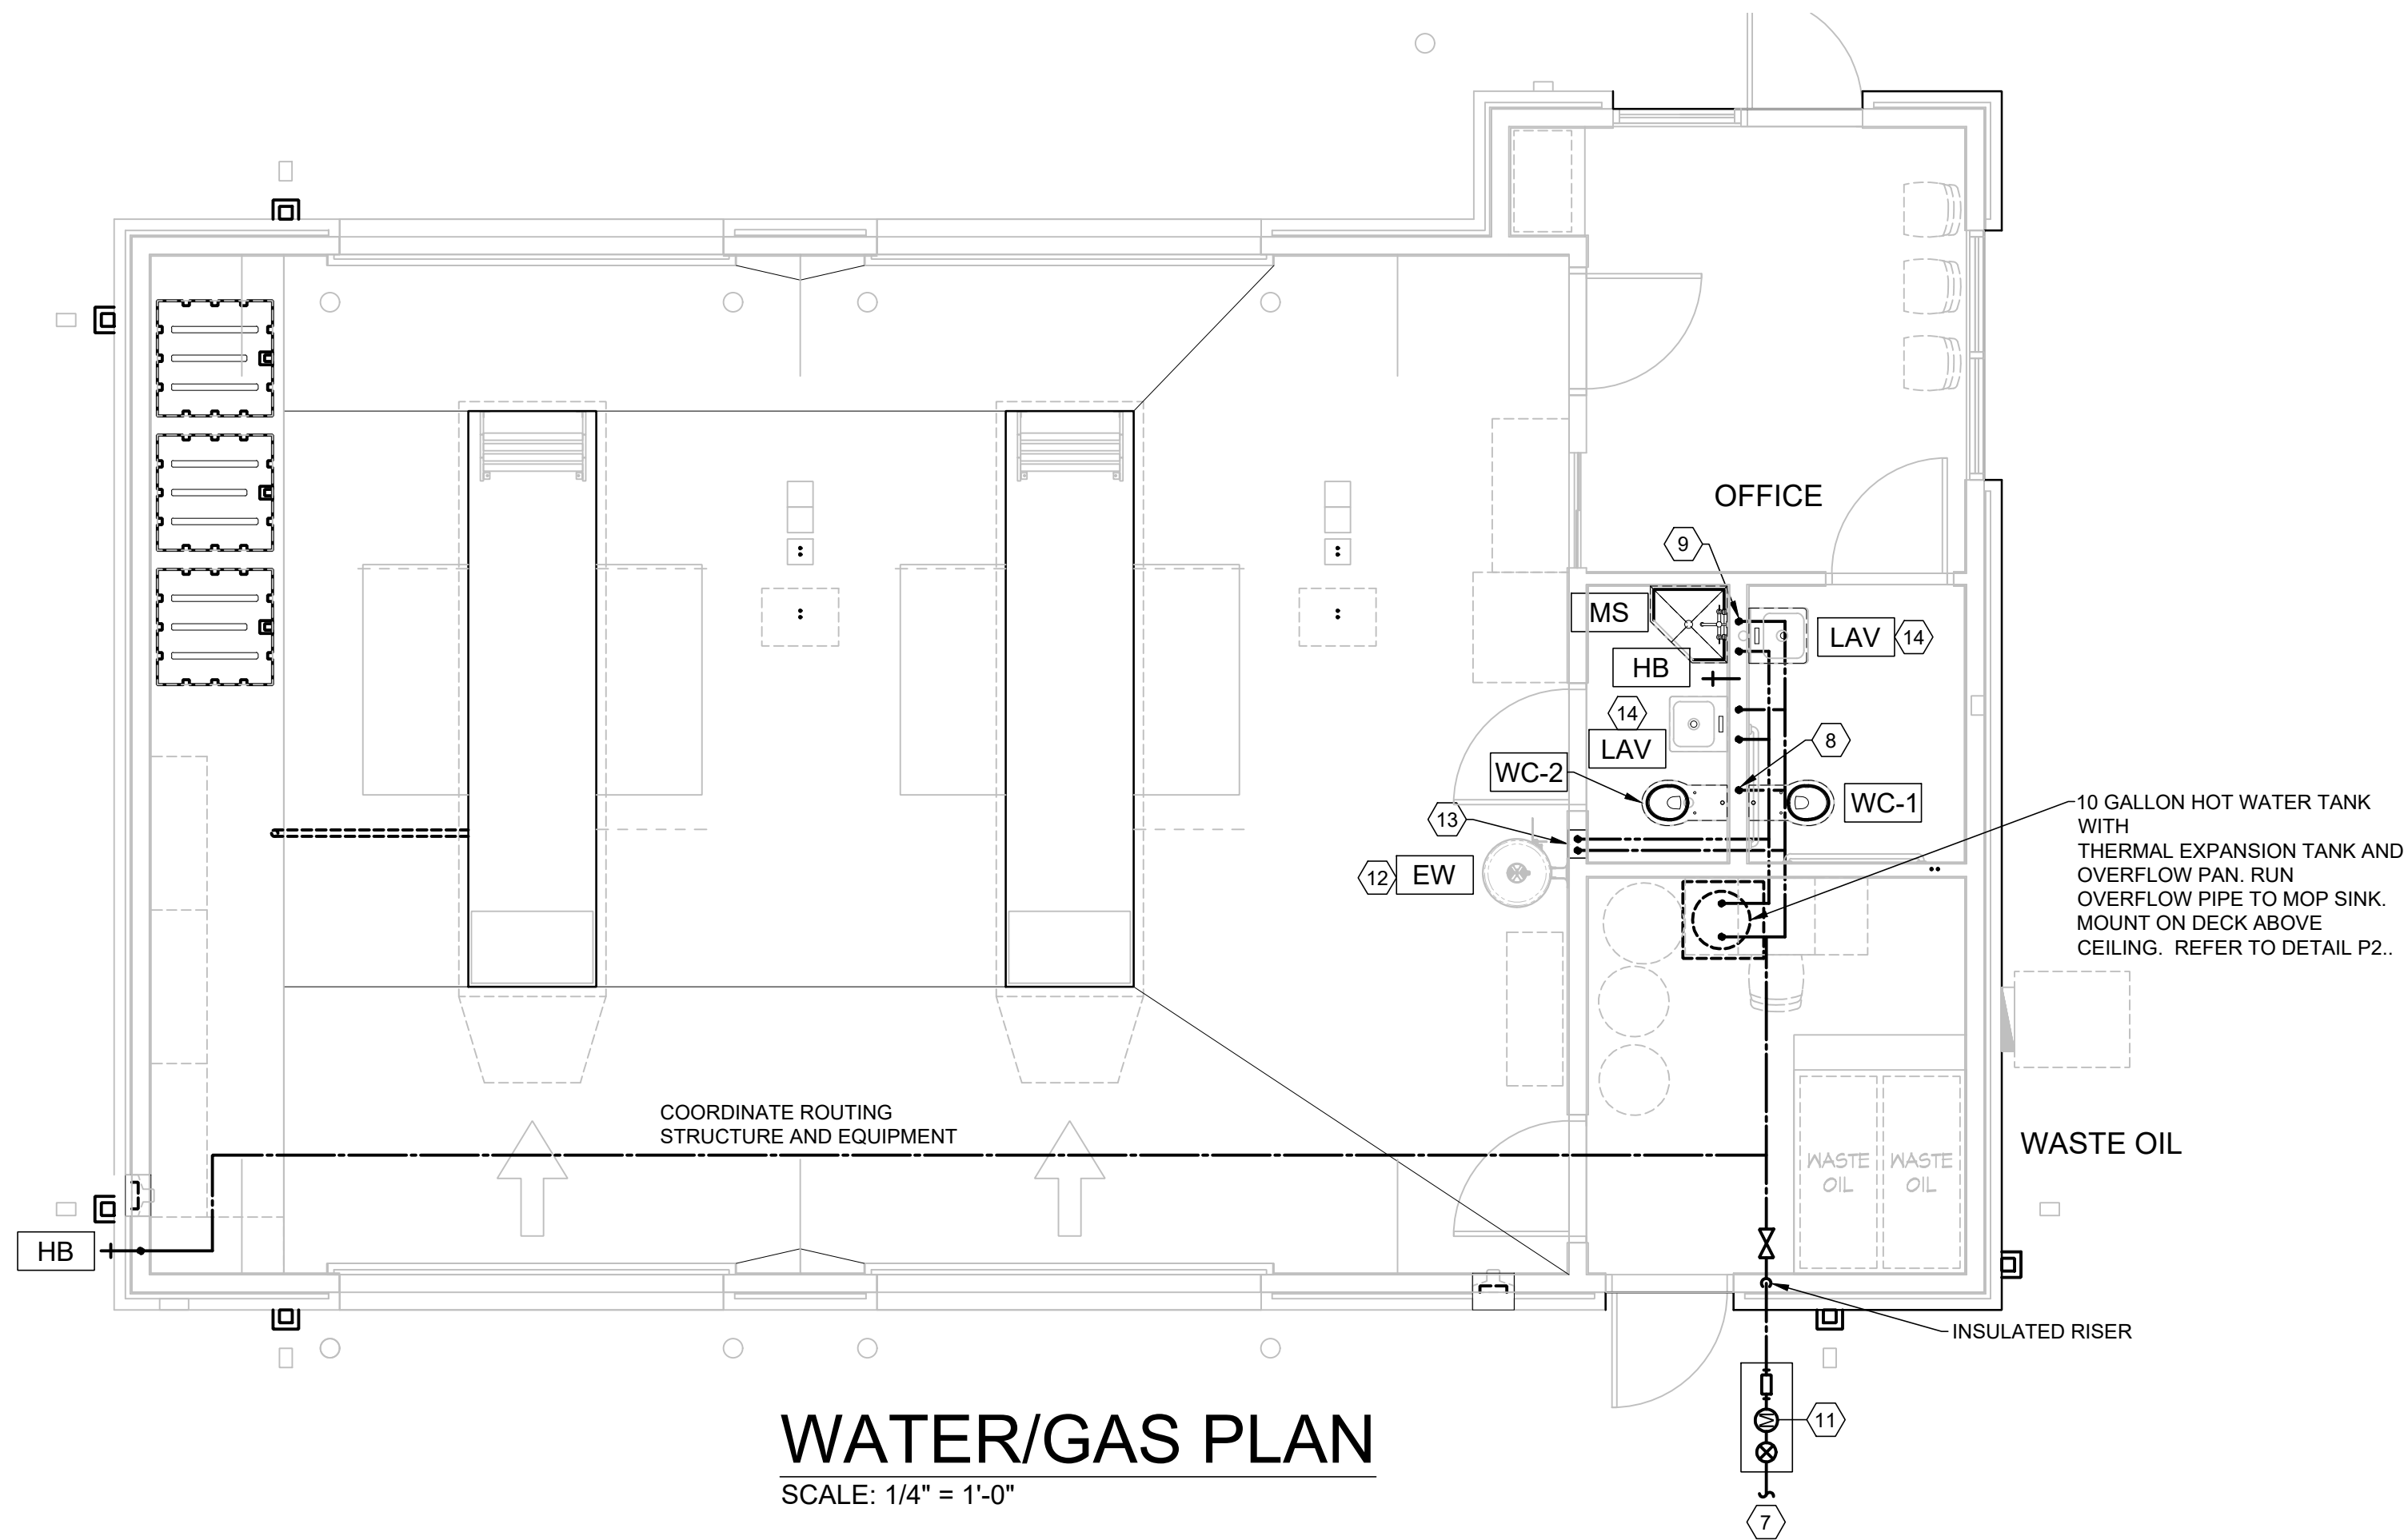 OFFICE
9
MS
LAV
14
HB
14
LAV
8
WC-2
WC-1
13
12
EW
10 GALLON HOT WATER TANK
WITH
THERMAL EXPANSION TANK AND
OVERFLOW PAN. RUN
OVERFLOW PIPE TO MOP SINK.
MOUNT ON DECK ABOVE
CEILING. REFER TO DETAIL P2..
COORDINATE ROUTING
STRUCTURE AND EQUIPMENT
WASTE OIL
WASTE
OIL
WASTE
OIL
HB
INSULATED RISER
M
11
7
WATER/GAS PLAN
SCALE: 1/4" = 1'-0"